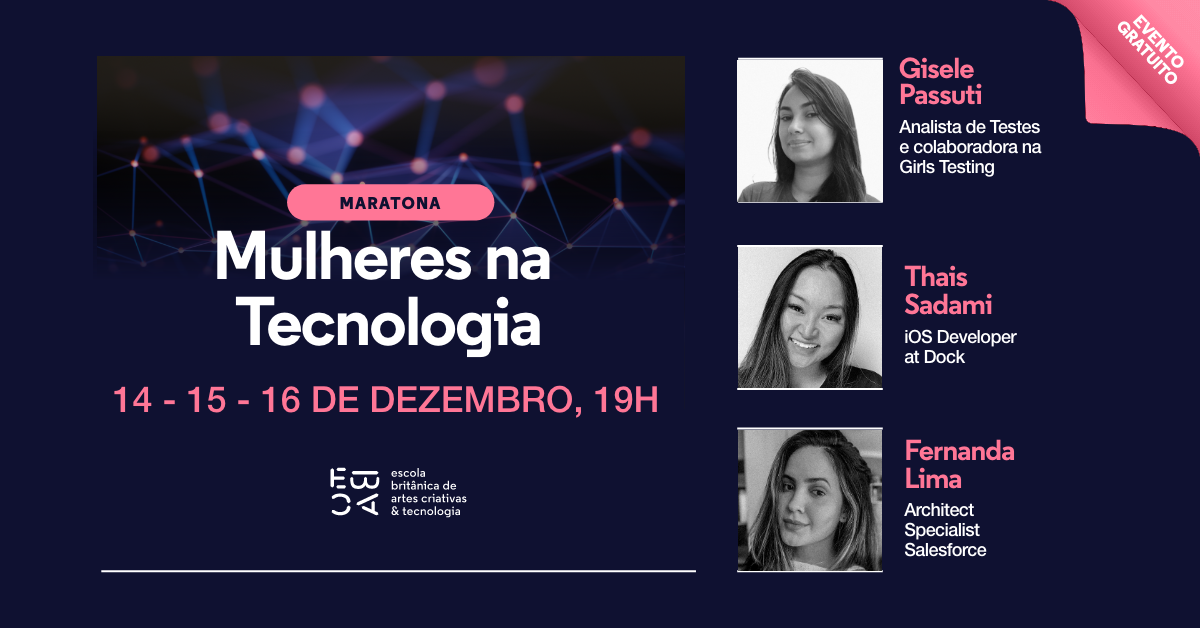 MARATONA
Mulheres na
Tecnologia
14 - 15 - 16 DE DEZEMBRO, 19H
EBAC
escola
britânica de
artes criativas
& tecnologia
Gisele
Passuti
Analista de Testes
e colaboradora na
Girls Testing
Thais
Sadami
iOS Developer
at Dock
Fernanda
Lima
Architect
Specialist
Salesforce
EVENTO
GRATUITO